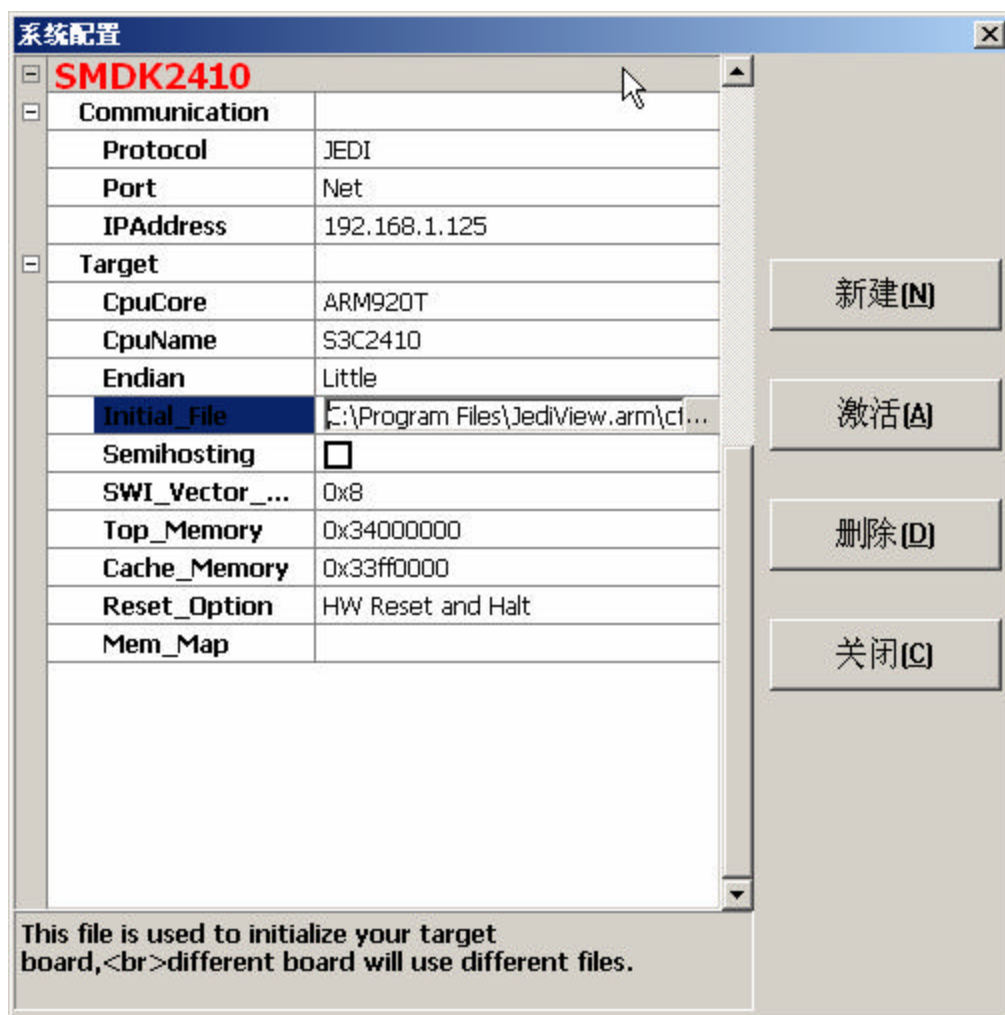 系统配置
SMDK2410
Communication
Protocol JEDI
Port Net
IPAddress 192.168.1.125
Target
CpuCore ARM920T
CpuName S3C2410
Endian Little
Initial_File C:\Program Files\JediView.arm\cf...
Semihosting
SWI_Vector_... 0x8
Top_Memory 0x34000000
Cache_Memory 0x33ff0000
Reset_Option HW Reset and Halt
Mem_Map
新建(N)
激活(A)
删除(D)
关闭(C)
This file is used to initialize your target
board,<br>different board will use different files.